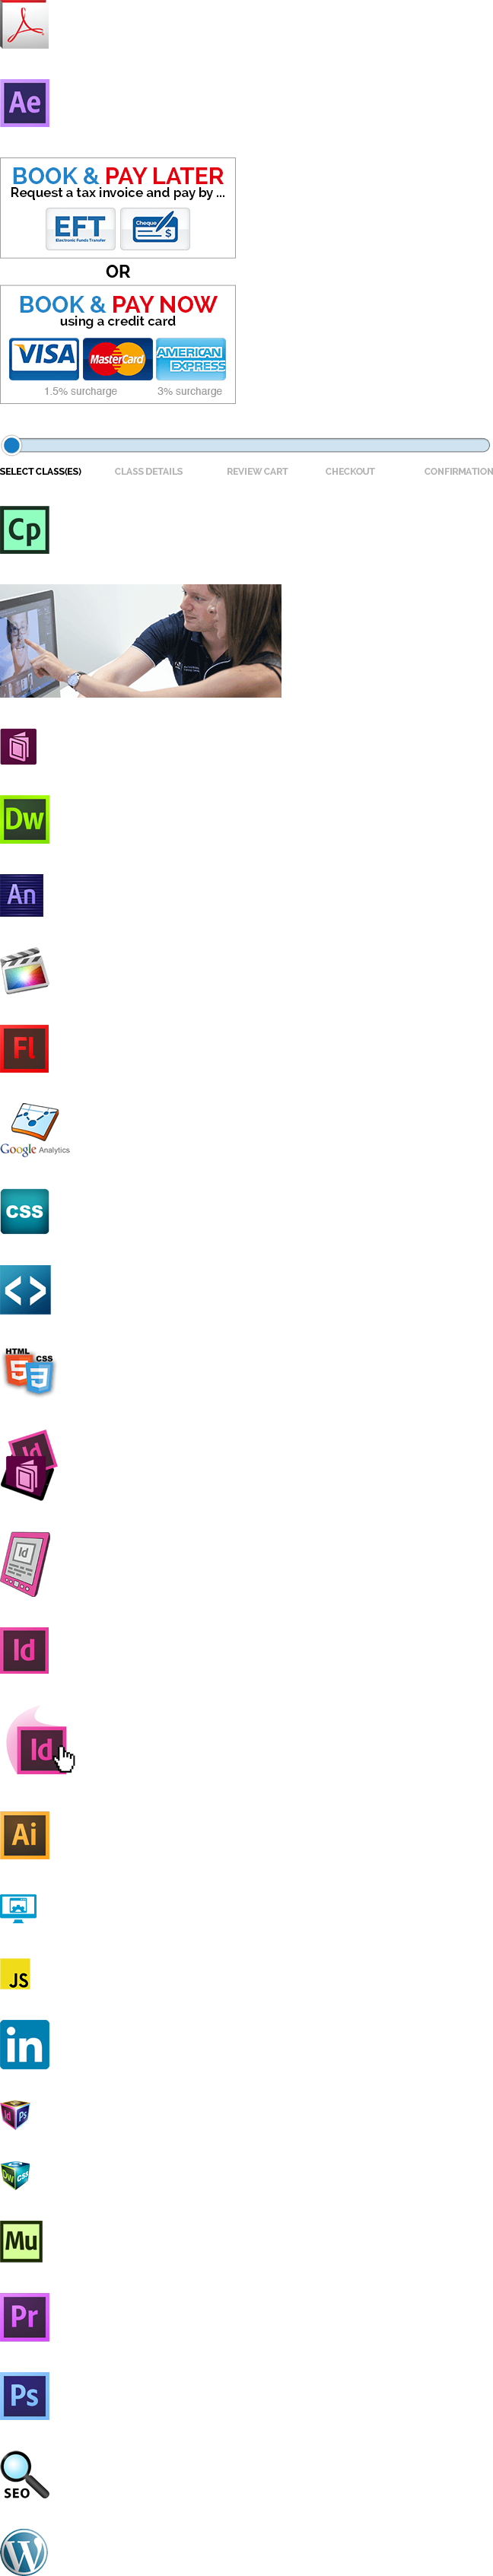 Ae
BOOK & PAY LATER
Request a tax invoice and pay by ...
EFT
Electronic Funds Transfer
Cheque
$
OR
BOOK & PAY NOW
using a credit card
VISA MasterCard AMERICAN EXPRESS
1.5% surcharge 3% surcharge
SELECT CLASS(ES) CLASS DETAILS REVIEW CART CHECKOUT CONFIRMATION
Cp
Dw
An
Fl
Google Analytics
CSS
< >
HTML CSS
5 3
Id
Id
Id
Id
Ai
JS
in
Id Ps
Dw CSS
Mu
Pr
Ps
SEO
W